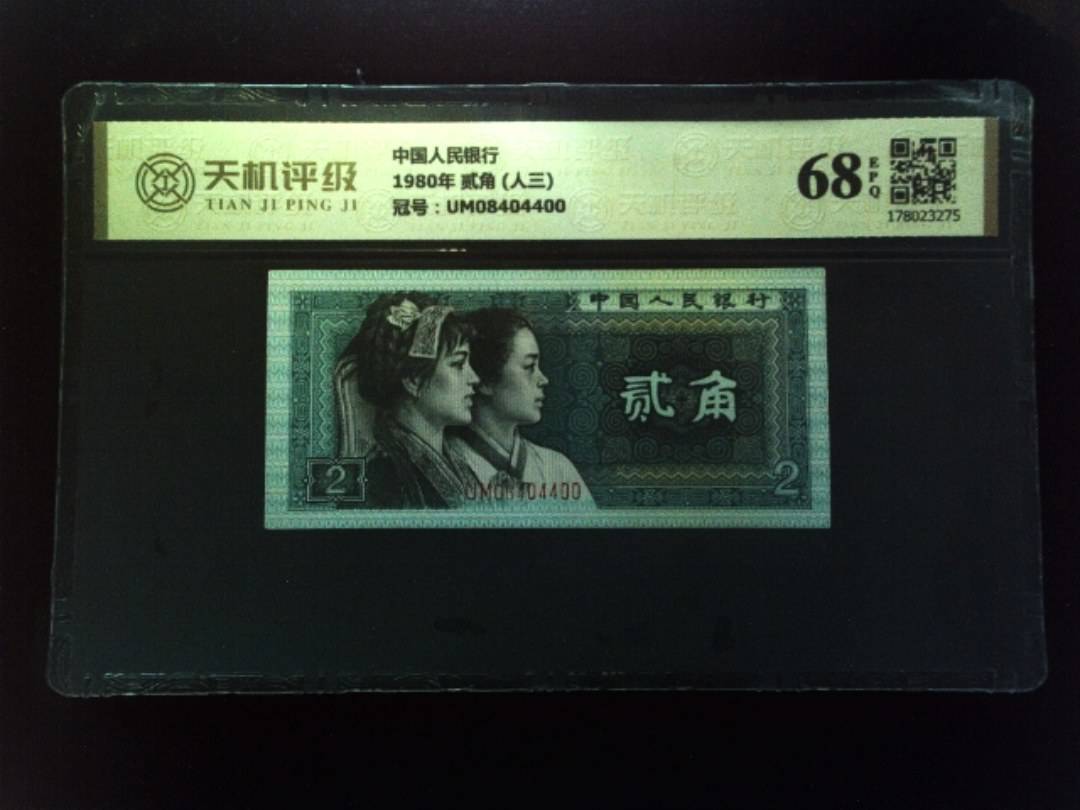 天机评级
TIAN JI PING JI
中国人民银行
1980年 贰角 (人三)
冠号：UM08404400
68
EPQ
178023275
中国人民银行
贰角
2
2
UM08404400